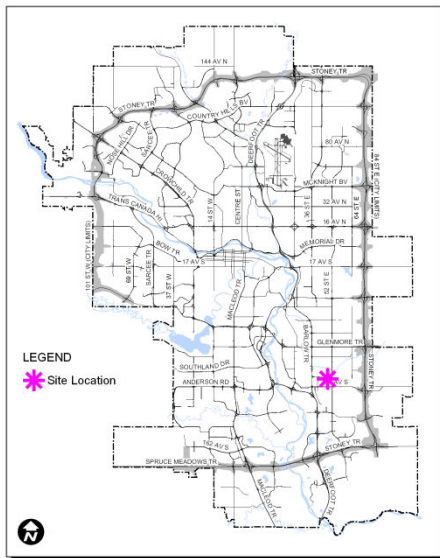 144 AV N
STONEY TR
STONEY TR
COUNTRY HILLS BV
NOSE HILL DR
SARCEE TR
DEERFOOT TR
80 AV N
CROWCHILD TR
MCKNIGHT BV
TRANS CANADA HI
14 ST W
CENTRE ST
36 ST E
32 AV N
64 ST E
84 ST E (CITY LIMITS)
16 AV N
BOW TR
MEMORIAL DR
17 AV S
17 AV S
101 ST W (CITY LIMITS)
69 ST W
SARCEE TR
37 ST W
MACLEOD TR
52 ST E
BARLOW TR
GLENMORE TR
LEGEND
SOUTHLAND DR
STONEY TR
Site Location
ANDERSON RD
AV S
162 AV S
STONEY TR
SPRUCE MEADOWS TR
MACLEOD TR
DEERFOOT TR
N